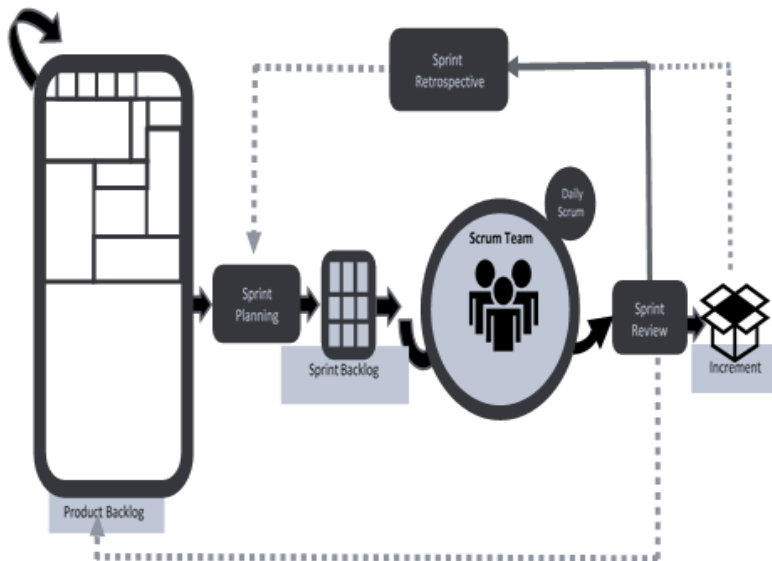 Sprint
Retrospective
Daily
Scrum
Scrum Team
Sprint
Planning
Sprint
Review
Sprint Backlog
Increment
Product Backlog